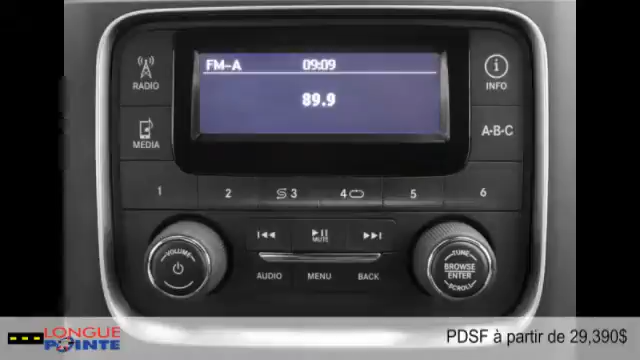 FM-A 09:09
89.9
RADIO
INFO
MEDIA
A-B-C
1 2 3 4 5 6
MUTE
VOLUME
AUDIO MENU BACK
TUNE
BROWSE
ENTER
SCROLL
LONGUE
POINTE
PDSF à partir de 29,390$